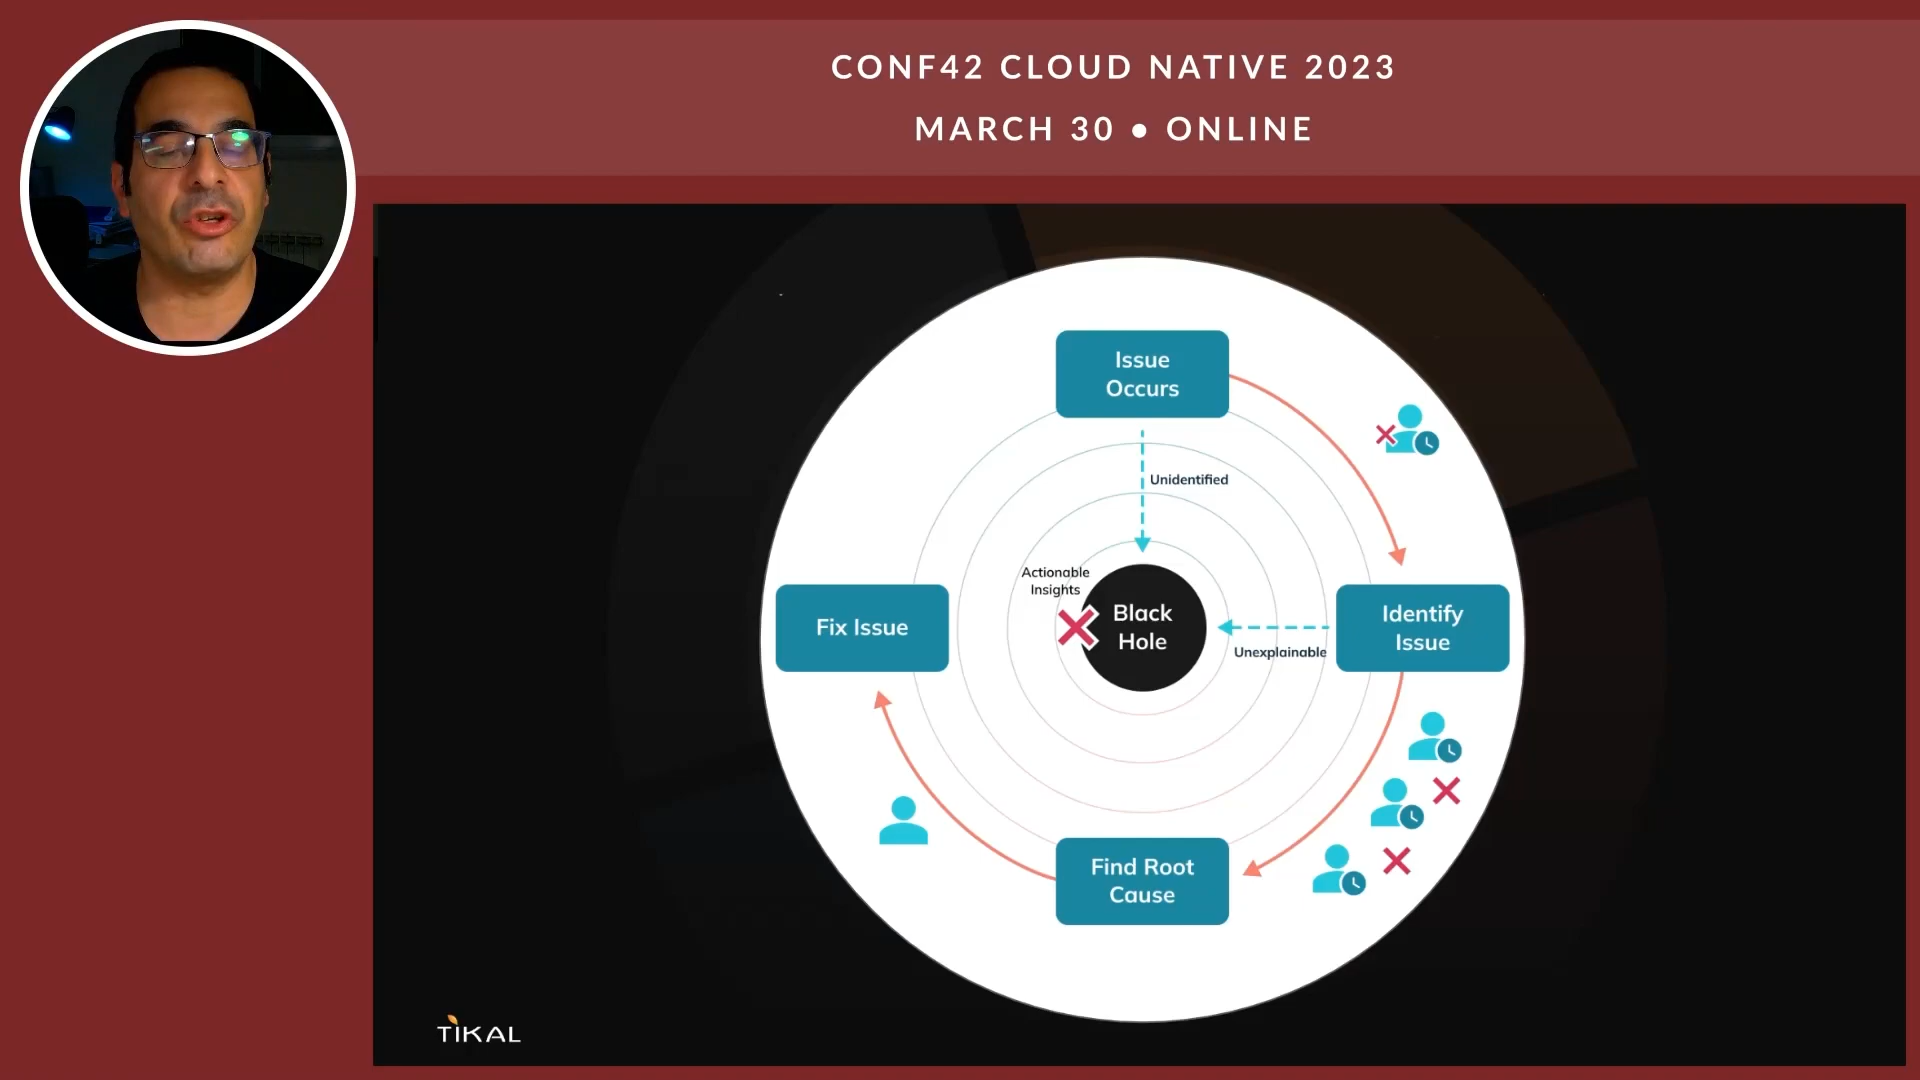 CONF42 CLOUD NATIVE 2023
MARCH 30 • ONLINE
Issue
Occurs
Unidentified
Actionable
Insights
Fix Issue
Black
Hole
Identify
Issue
Unexplainable
Find Root
Cause
TIKAL